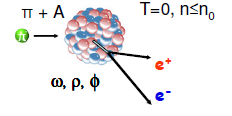 π + A
T=0, n≤n₀
π
ω, ρ, ϕ
e⁺
e⁻